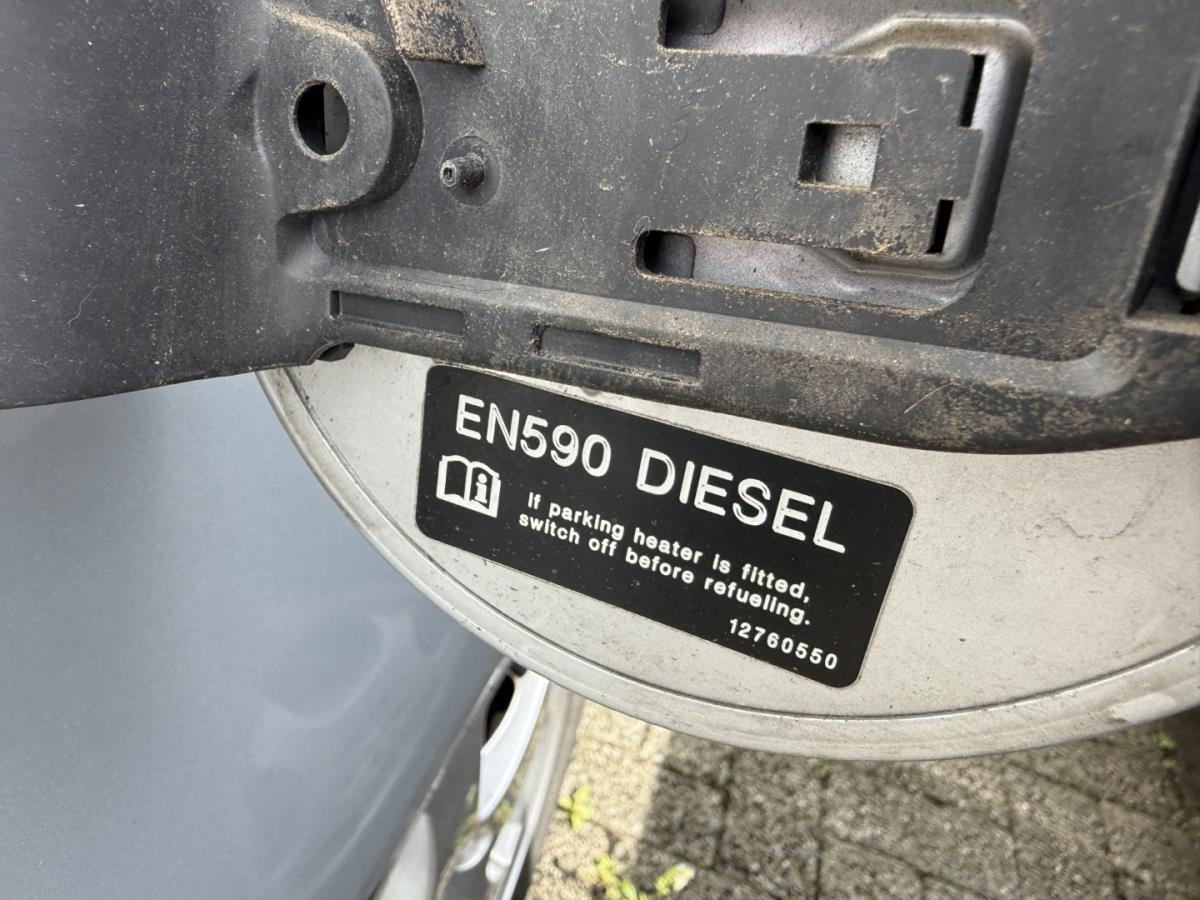 EN590 DIESEL
If parking heater is fitted,
switch off before refueling.
12760550